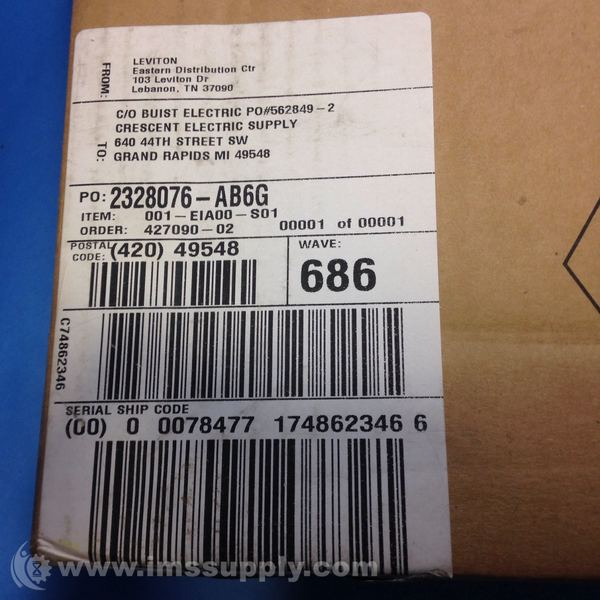 FROM:
LEVITON
Eastern Distribution Ctr
103 Leviton Dr
Lebanon, TN 37090
TO:
C/O BUIST ELECTRIC PO#562849-2
CRESCENT ELECTRIC SUPPLY
640 44TH STREET SW
GRAND RAPIDS MI 49548
PO: 2328076-AB6G
ITEM: 001-EIA00-S01
ORDER: 427090-02 00001 of 00001
POSTAL CODE: (420) 49548
WAVE:
686
C74862346
SERIAL SHIP CODE
(00) 0 0078477 174862346 6
www.imssupply.com